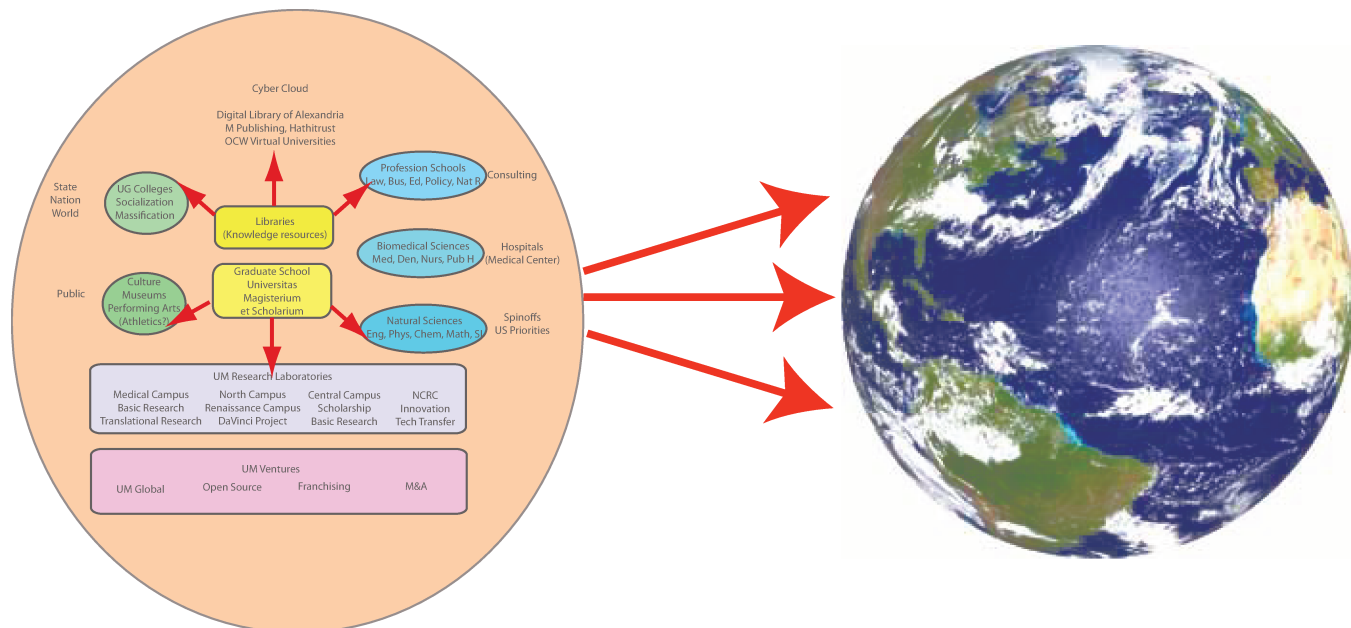 Cyber Cloud
Digital Library of Alexandria
M Publishing, Hathitrust
OCW Virtual Universities
State
Nation
World
UG Colleges
Socialization
Massification
Libraries
(Knowledge resources)
Profession Schools
Law, Bus, Ed, Policy, Nat R
Consulting
Biomedical Sciences
Med, Den, Nurs, Pub H
Hospitals
(Medical Center)
Public
Culture
Museums
Performing Arts
(Athletics?)
Graduate School
Universitas
Magisterium
et Scholarium
Natural Sciences
Eng, Phys, Chem, Math, SI
Spinoffs
US Priorities
UM Research Laboratories
Medical Campus
Basic Research
Translational Research
North Campus
Renaissance Campus
DaVinci Project
Central Campus
Scholarship
Basic Research
NCRC
Innovation
Tech Transfer
UM Ventures
UM Global
Open Source
Franchising
M&A